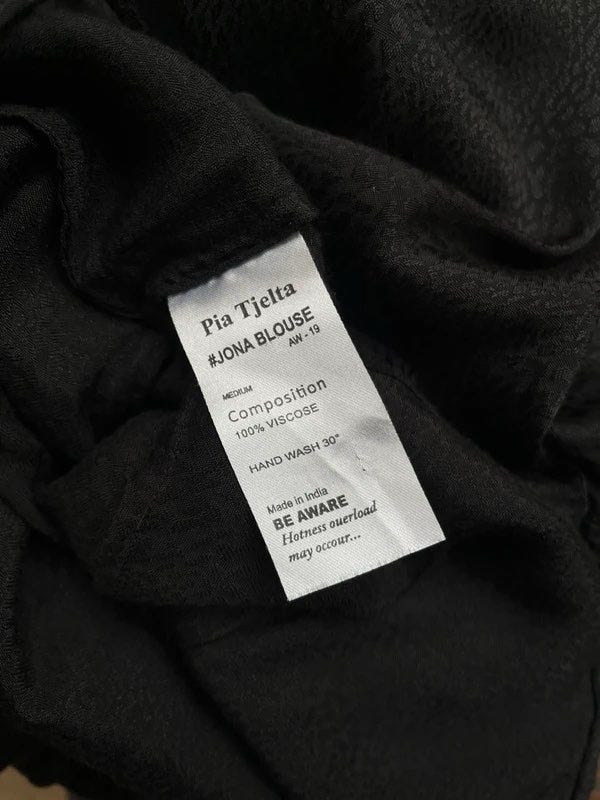 Pia Tjelta
#JONA BLOUSE
AW - 19
MEDIUM
Composition
100% VISCOSE
HAND WASH 30°
Made in India
BE AWARE
Hotness overload
may occour...